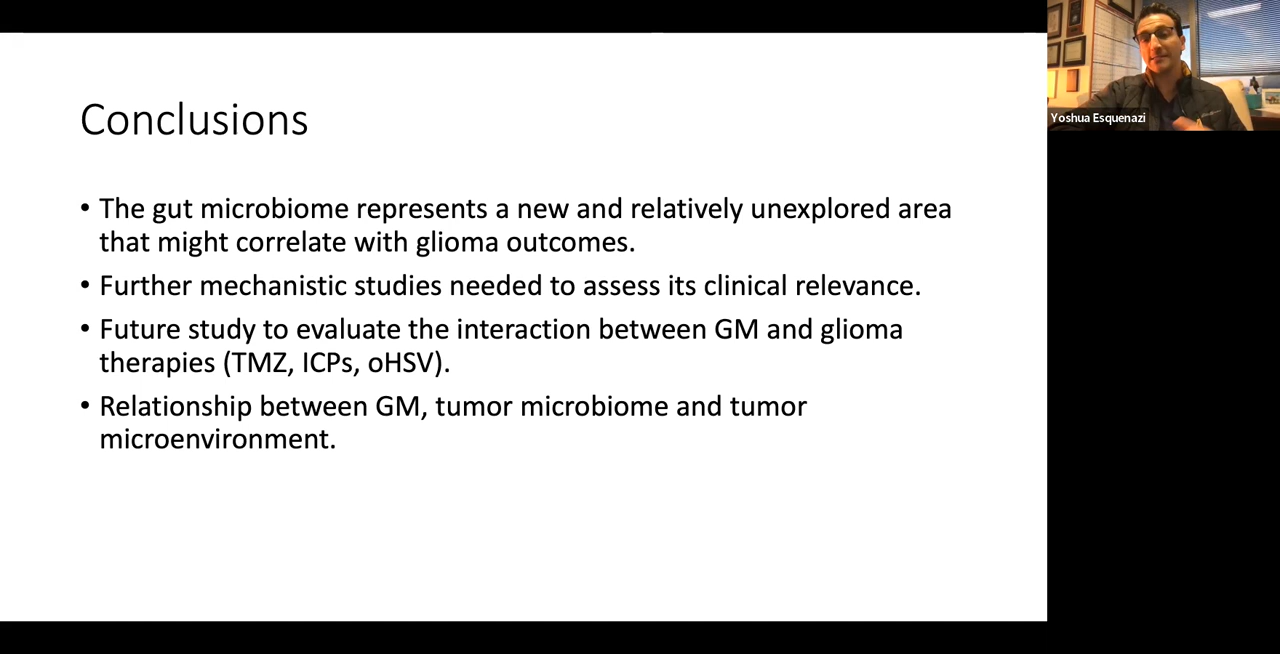 Conclusions
• The gut microbiome represents a new and relatively unexplored area
that might correlate with glioma outcomes.
• Further mechanistic studies needed to assess its clinical relevance.
• Future study to evaluate the interaction between GM and glioma
therapies (TMZ, ICPs, oHSV).
• Relationship between GM, tumor microbiome and tumor
microenvironment.
Yoshua Esquenazi